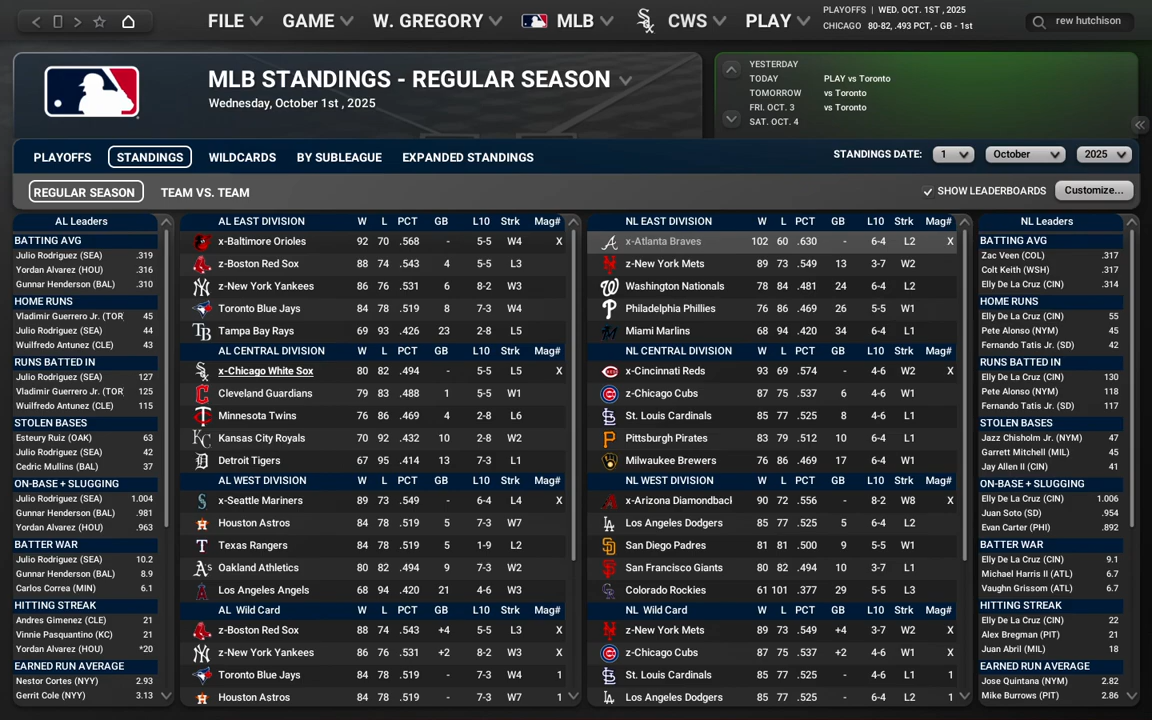 FILE GAME W. GREGORY MLB CWS PLAY
PLAYOFFS | WED. OCT. 1ST , 2025
CHICAGO 80-82, .493 PCT, - GB - 1st
rew hutchison
MLB STANDINGS - REGULAR SEASON
Wednesday, October 1st , 2025
YESTERDAY
TODAY PLAY vs Toronto
TOMORROW vs Toronto
FRI. OCT. 3 vs Toronto
SAT. OCT. 4
PLAYOFFS STANDINGS WILDCARDS BY SUBLEAGUE EXPANDED STANDINGS
STANDINGS DATE: 1 October 2025
REGULAR SEASON TEAM VS. TEAM
SHOW LEADERBOARDS Customize...
AL Leaders
BATTING AVG
Julio Rodriguez (SEA) .319
Yordan Alvarez (HOU) .316
Gunnar Henderson (BAL) .310
HOME RUNS
Vladimir Guerrero Jr. (TOR 45
Julio Rodriguez (SEA) 44
Wuilfredo Antunez (CLE) 43
RUNS BATTED IN
Julio Rodriguez (SEA) 127
Vladimir Guerrero Jr. (TOR 125
Wuilfredo Antunez (CLE) 115
STOLEN BASES
Esteury Ruiz (OAK) 63
Julio Rodriguez (SEA) 42
Cedric Mullins (BAL) 37
ON-BASE + SLUGGING
Julio Rodriguez (SEA) 1.004
Gunnar Henderson (BAL) .981
Yordan Alvarez (HOU) .963
BATTER WAR
Julio Rodriguez (SEA) 10.2
Gunnar Henderson (BAL) 8.9
Carlos Correa (MIN) 6.1
HITTING STREAK
Andres Gimenez (CLE) 21
Vinnie Pasquantino (KC) 21
Yordan Alvarez (HOU) *20
EARNED RUN AVERAGE
Nestor Cortes (NYY) 2.93
Gerrit Cole (NYY) 3.13
AL EAST DIVISION W L PCT GB L10 Strk Mag#
x-Baltimore Orioles 92 70 .568 - 5-5 W4 X
z-Boston Red Sox 88 74 .543 4 5-5 L3
z-New York Yankees 86 76 .531 6 8-2 W3
Toronto Blue Jays 84 78 .519 8 7-3 W4
Tampa Bay Rays 69 93 .426 23 2-8 L5
AL CENTRAL DIVISION W L PCT GB L10 Strk Mag#
x-Chicago White Sox 80 82 .494 - 5-5 L5 X
Cleveland Guardians 79 83 .488 1 5-5 W1
Minnesota Twins 76 86 .469 4 2-8 L6
Kansas City Royals 70 92 .432 10 2-8 W2
Detroit Tigers 67 95 .414 13 7-3 L1
AL WEST DIVISION W L PCT GB L10 Strk Mag#
x-Seattle Mariners 89 73 .549 - 6-4 L4 X
Houston Astros 84 78 .519 5 7-3 W7
Texas Rangers 84 78 .519 5 1-9 L2
Oakland Athletics 80 82 .494 9 7-3 W2
Los Angeles Angels 68 94 .420 21 4-6 W3
AL Wild Card W L PCT GB L10 Strk Mag#
z-Boston Red Sox 88 74 .543 +4 5-5 L3 X
z-New York Yankees 86 76 .531 +2 8-2 W3 X
Toronto Blue Jays 84 78 .519 - 7-3 W4 1
Houston Astros 84 78 .519 - 7-3 W7 1
NL EAST DIVISION W L PCT GB L10 Strk Mag#
x-Atlanta Braves 102 60 .630 - 6-4 L2 X
z-New York Mets 89 73 .549 13 3-7 W2
Washington Nationals 78 84 .481 24 6-4 L2
Philadelphia Phillies 76 86 .469 26 5-5 W1
Miami Marlins 68 94 .420 34 6-4 L1
NL CENTRAL DIVISION W L PCT GB L10 Strk Mag#
x-Cincinnati Reds 93 69 .574 - 4-6 W2 X
z-Chicago Cubs 87 75 .537 6 4-6 W1
St. Louis Cardinals 85 77 .525 8 4-6 L1
Pittsburgh Pirates 83 79 .512 10 6-4 L1
Milwaukee Brewers 76 86 .469 17 6-4 W1
NL WEST DIVISION W L PCT GB L10 Strk Mag#
x-Arizona Diamondback 90 72 .556 - 8-2 W8 X
Los Angeles Dodgers 85 77 .525 5 6-4 L2
San Diego Padres 81 81 .500 9 5-5 W1
San Francisco Giants 80 82 .494 10 3-7 L1
Colorado Rockies 61 101 .377 29 5-5 L3
NL Wild Card W L PCT GB L10 Strk Mag#
z-New York Mets 89 73 .549 +4 3-7 W2 X
z-Chicago Cubs 87 75 .537 +2 4-6 W1 X
St. Louis Cardinals 85 77 .525 - 4-6 L1 1
Los Angeles Dodgers 85 77 .525 - 6-4 L2 1
NL Leaders
BATTING AVG
Zac Veen (COL) .317
Colt Keith (WSH) .317
Elly De La Cruz (CIN) .314
HOME RUNS
Elly De La Cruz (CIN) 55
Pete Alonso (NYM) 45
Fernando Tatis Jr. (SD) 42
RUNS BATTED IN
Elly De La Cruz (CIN) 130
Pete Alonso (NYM) 118
Fernando Tatis Jr. (SD) 117
STOLEN BASES
Jazz Chisholm Jr. (NYM) 47
Garrett Mitchell (MIL) 45
Jay Allen II (CIN) 41
ON-BASE + SLUGGING
Elly De La Cruz (CIN) 1.006
Juan Soto (SD) .954
Evan Carter (PHI) .892
BATTER WAR
Elly De La Cruz (CIN) 9.1
Michael Harris II (ATL) 6.7
Vaughn Grissom (ATL) 6.7
HITTING STREAK
Elly De La Cruz (CIN) 22
Alex Bregman (PIT) 21
Juan Abril (MIL) 18
EARNED RUN AVERAGE
Jose Quintana (NYM) 2.82
Mike Burrows (PIT) 2.86